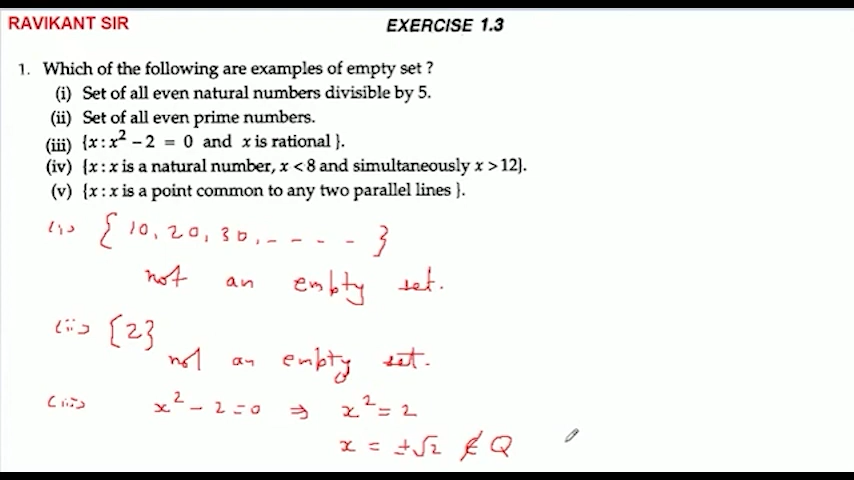 RAVIKANT SIR
EXERCISE 1.3
1. Which of the following are examples of empty set ?
(i) Set of all even natural numbers divisible by 5.
(ii) Set of all even prime numbers.
(iii) {x : x² – 2 = 0 and x is rational }.
(iv) {x : x is a natural number, x < 8 and simultaneously x > 12}.
(v) {x : x is a point common to any two parallel lines }.
(i) { 10, 20, 30, - - - - }
not an empty set.
(ii) {2}
not an empty set.
(iii) x² - 2 = 0 ⇒ x² = 2
x = ±√2 ∉ Q